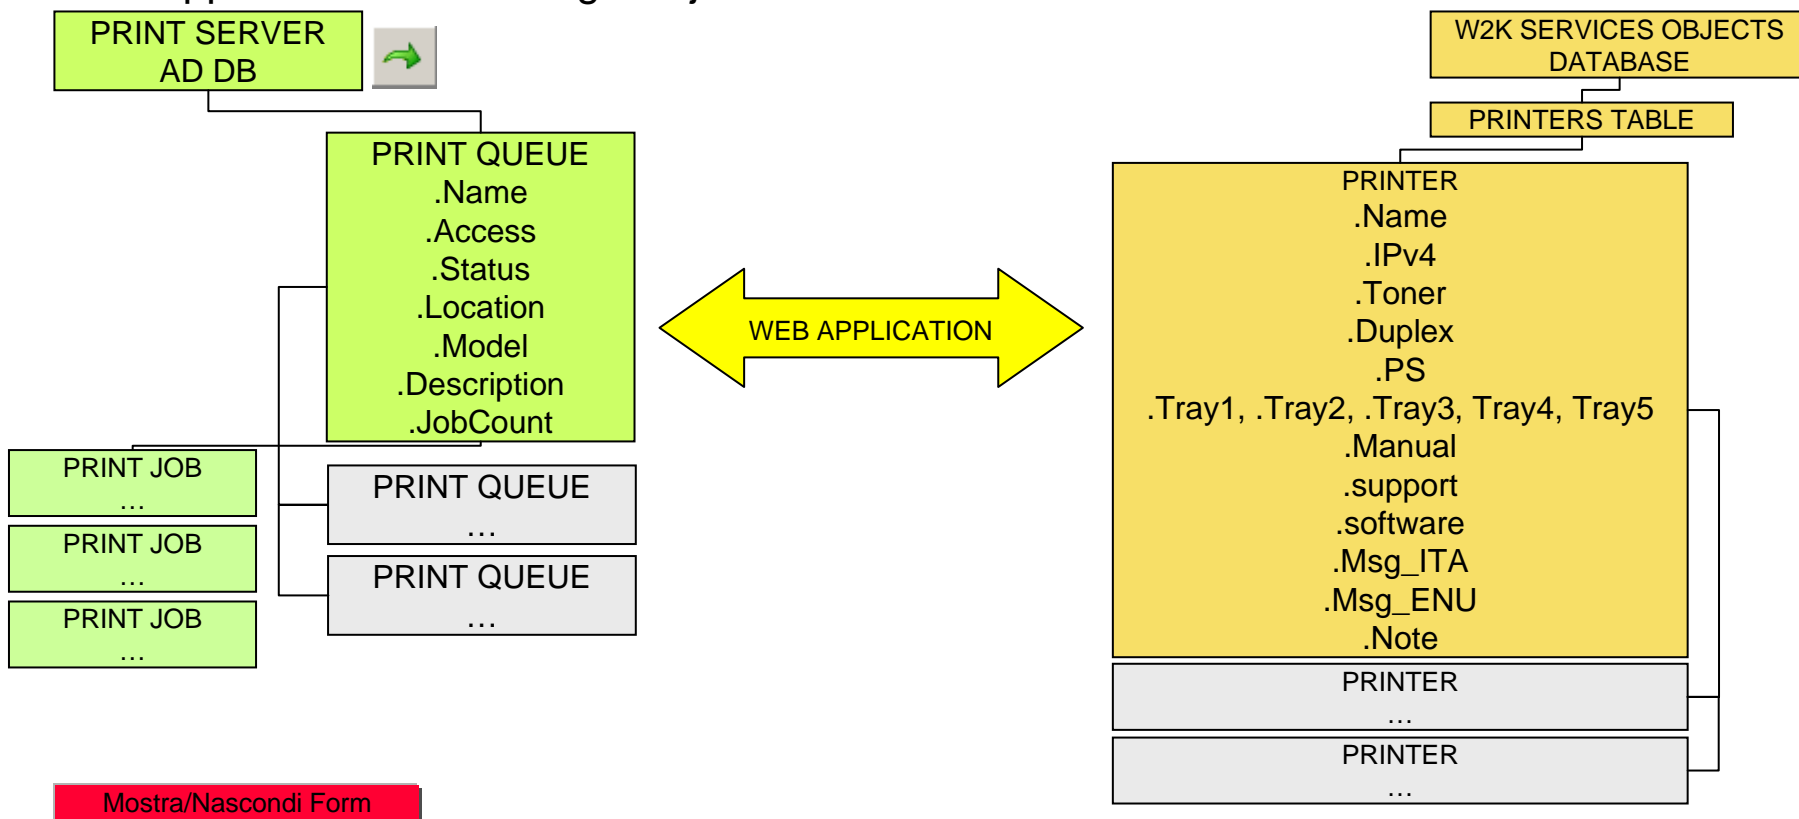 PRINT SERVER
AD DB
W2K SERVICES OBJECTS
DATABASE
PRINTERS TABLE
PRINT QUEUE
.Name
.Access
.Status
.Location
.Model
.Description
.JobCount
PRINT JOB
...
PRINT JOB
...
PRINT JOB
...
PRINT QUEUE
...
PRINT QUEUE
...
WEB APPLICATION
PRINTER
.Name
.IPv4
.Toner
.Duplex
.PS
.Tray1, .Tray2, .Tray3, Tray4, Tray5
.Manual
.support
.software
.Msg_ITA
.Msg_ENU
.Note
PRINTER
...
PRINTER
...
Mostra/Nascondi Form